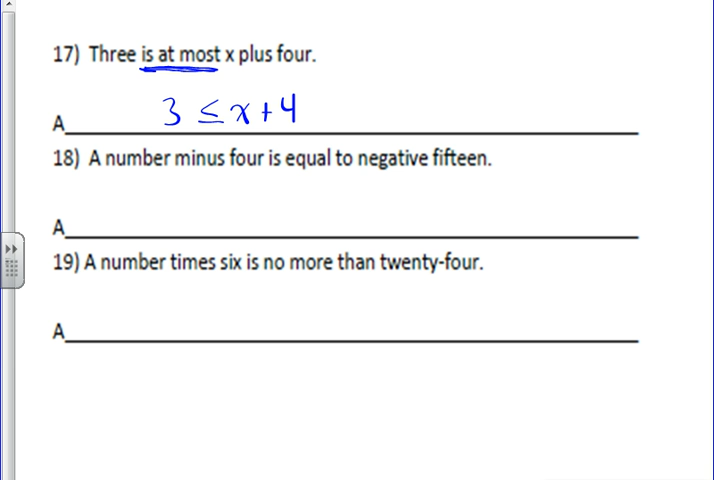 17) Three is at most x plus four.
A 3 ≤ x + 4
18) A number minus four is equal to negative fifteen.
A
19) A number times six is no more than twenty-four.
A